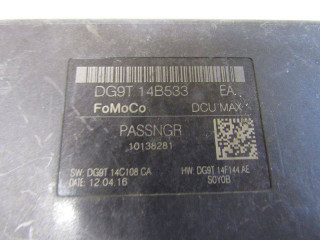 DG9T 14B533 EA
FoMoCo DCU MAX
PASSNGR
10138281
SW: DG9T 14C108 CA HW: DG9T 14F144 AE
DATE: 12.04.16 S0Y0B